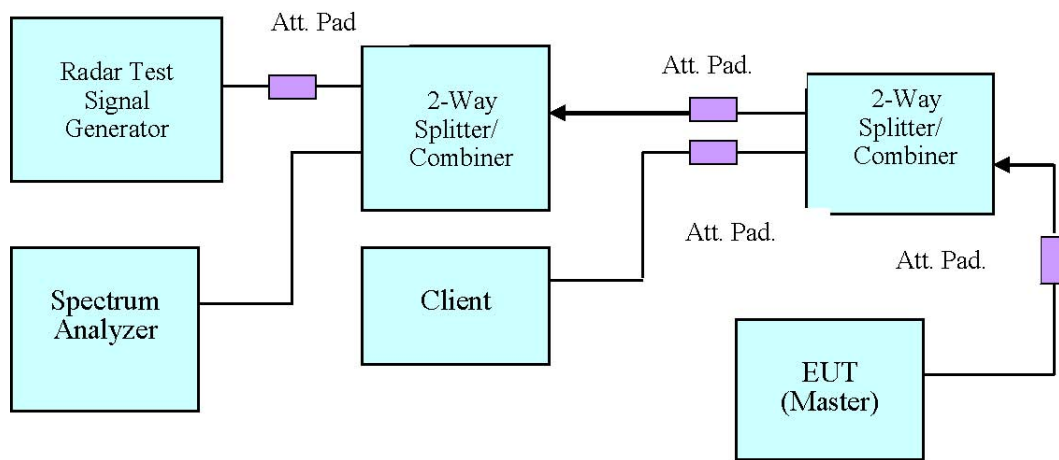 Att. Pad
Radar Test
Signal
Generator
2-Way
Splitter/
Combiner
Att. Pad.
2-Way
Splitter/
Combiner
Att. Pad.
Att. Pad.
Spectrum
Analyzer
Client
EUT
(Master)